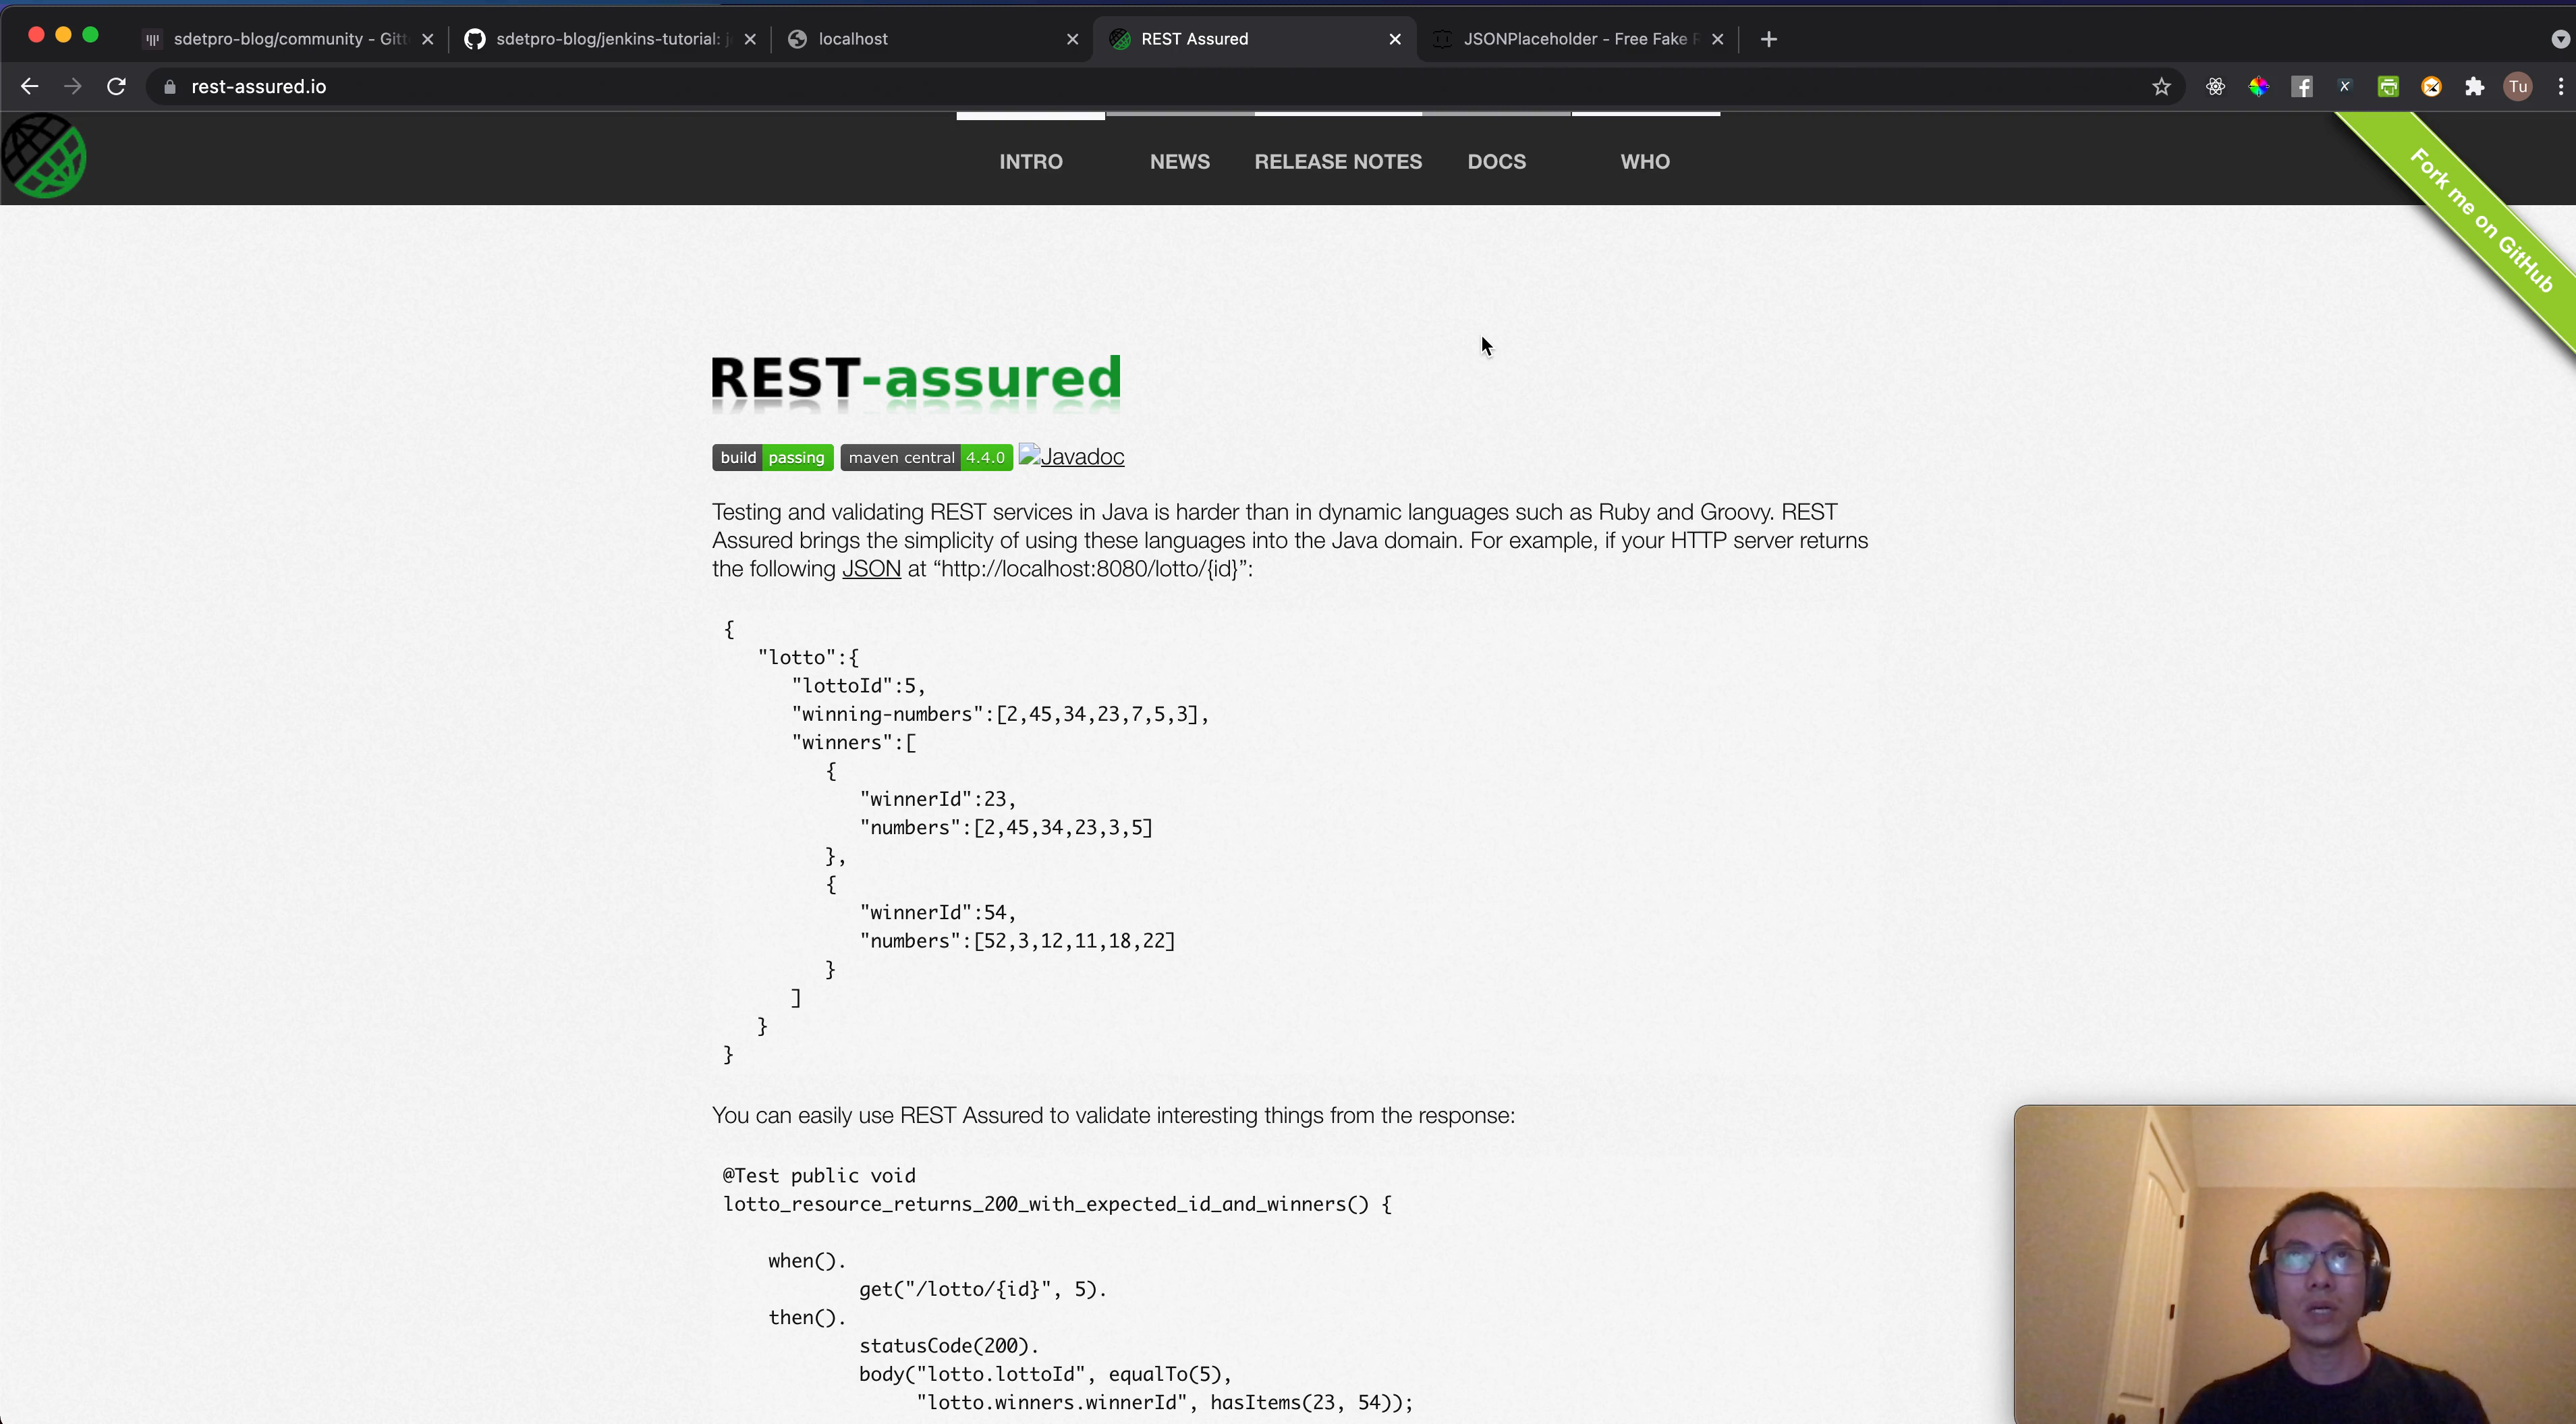 sdetpro-blog/community - Gitt
sdetpro-blog/jenkins-tutorial: j
localhost
REST Assured
JSONPlaceholder - Free Fake R
rest-assured.io
Tu
INTRO
NEWS
RELEASE NOTES
DOCS
WHO
Fork me on GitHub
REST-assured
build passing maven central 4.4.0 Javadoc
Testing and validating REST services in Java is harder than in dynamic languages such as Ruby and Groovy. REST
Assured brings the simplicity of using these languages into the Java domain. For example, if your HTTP server returns
the following JSON at “http://localhost:8080/lotto/{id}”:
{
"lotto":{
"lottoId":5,
"winning-numbers":[2,45,34,23,7,5,3],
"winners":[
{
"winnerId":23,
"numbers":[2,45,34,23,3,5]
},
{
"winnerId":54,
"numbers":[52,3,12,11,18,22]
}
]
}
}
You can easily use REST Assured to validate interesting things from the response:
@Test public void
lotto_resource_returns_200_with_expected_id_and_winners() {
when().
get("/lotto/{id}", 5).
then().
statusCode(200).
body("lotto.lottoId", equalTo(5),
"lotto.winners.winnerId", hasItems(23, 54));